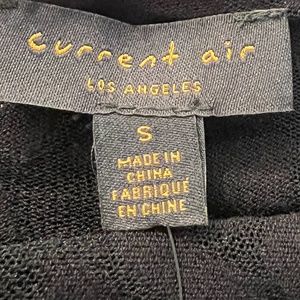 current air
LOS ANGELES
S
MADE IN
CHINA
FABRIQUÉ
EN CHINE